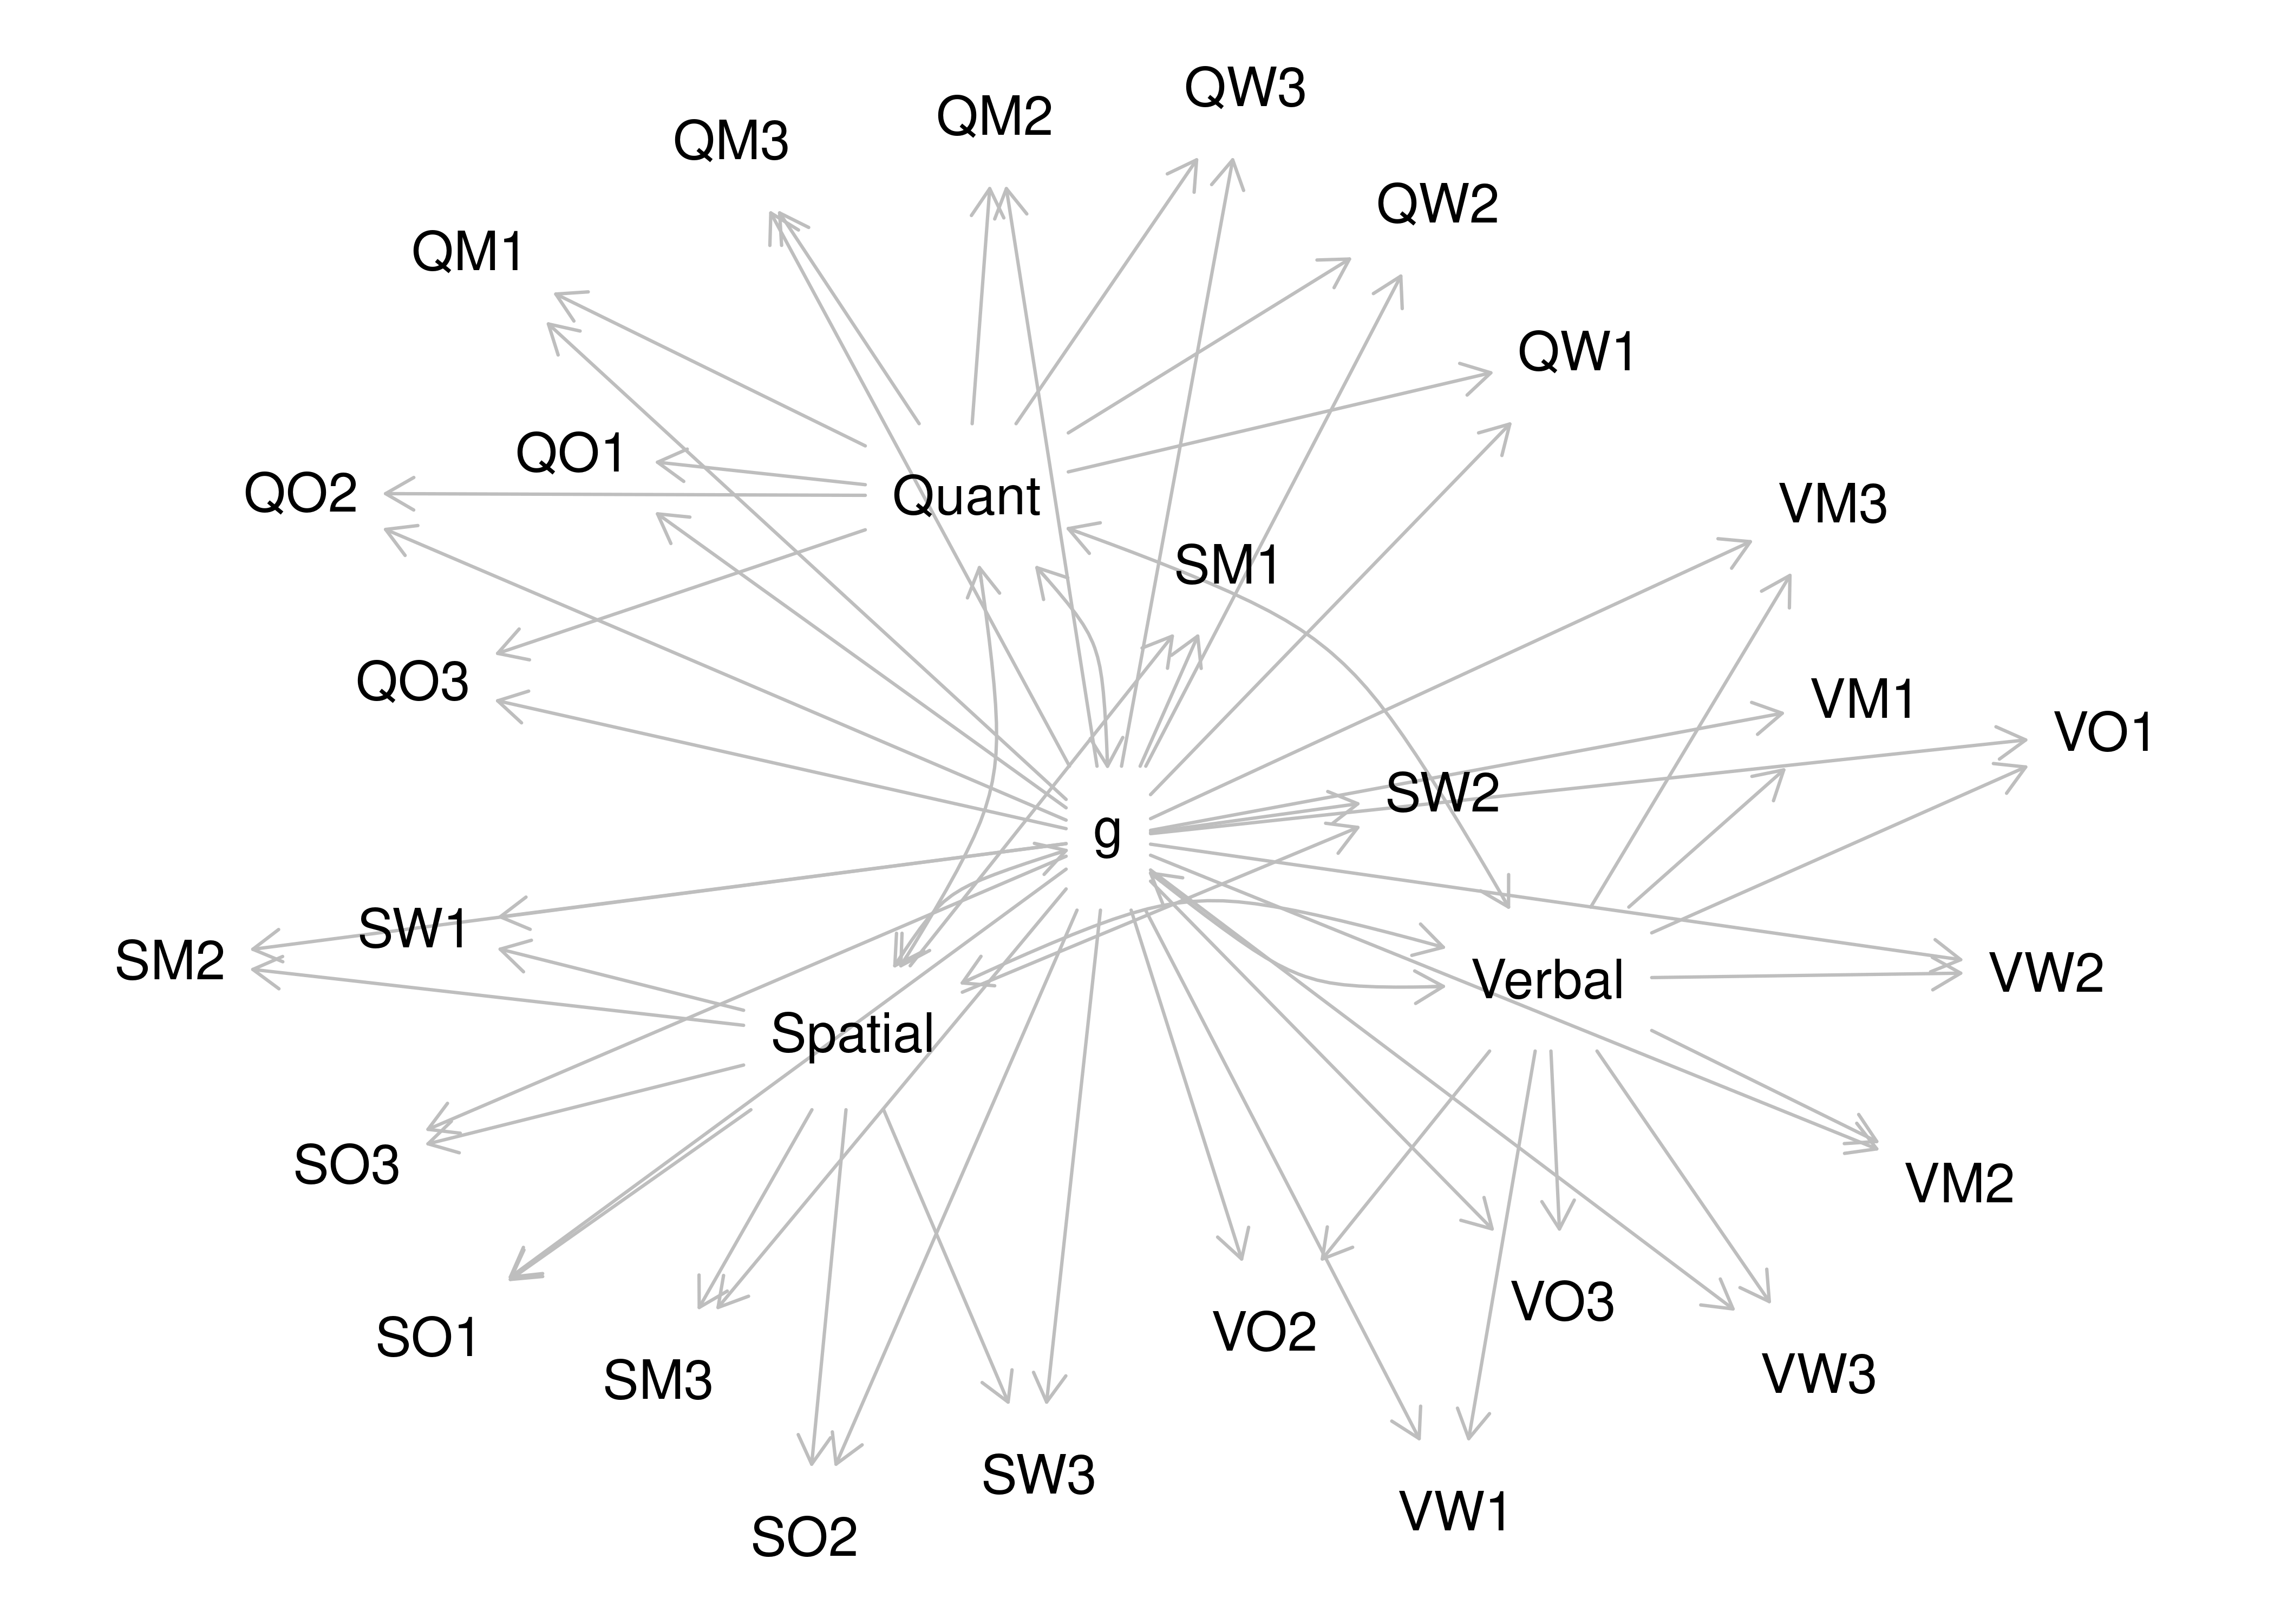 QW3
QM2
QM3
QW2
QM1
QW1
QO1
QO2
Quant
VM3
SM1
QO3
VM1
VO1
SW2
g
SW1
SM2
Verbal
VW2
Spatial
SO3
VM2
VO3
SO1
VO2
SM3
VW3
SW3
VW1
SO2